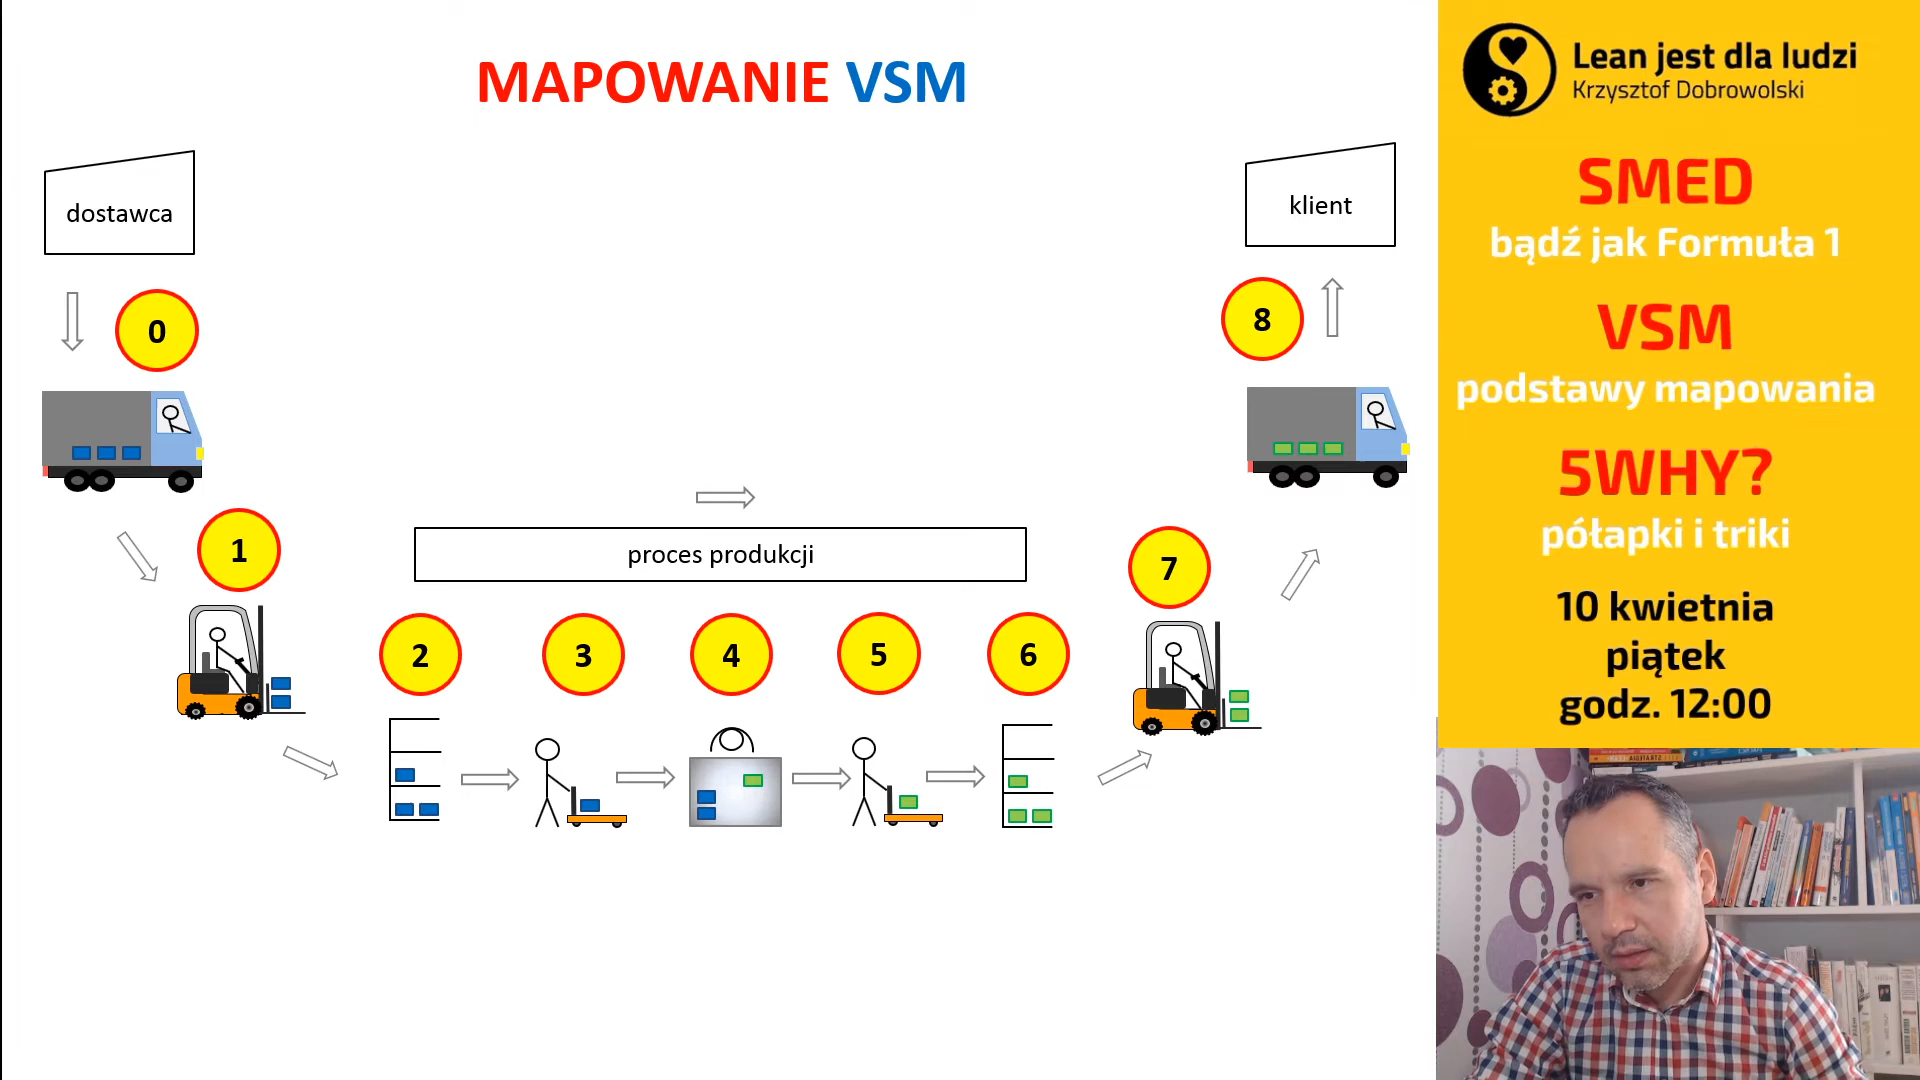 MAPOWANIE VSM
dostawca
klient
0
8
1
proces produkcji
7
2
3
4
5
6
Lean jest dla ludzi
Krzysztof Dobrowolski
SMED
bądź jak Formuła 1
VSM
podstawy mapowania
5WHY?
półapki i triki
10 kwietnia
piątek
godz. 12:00